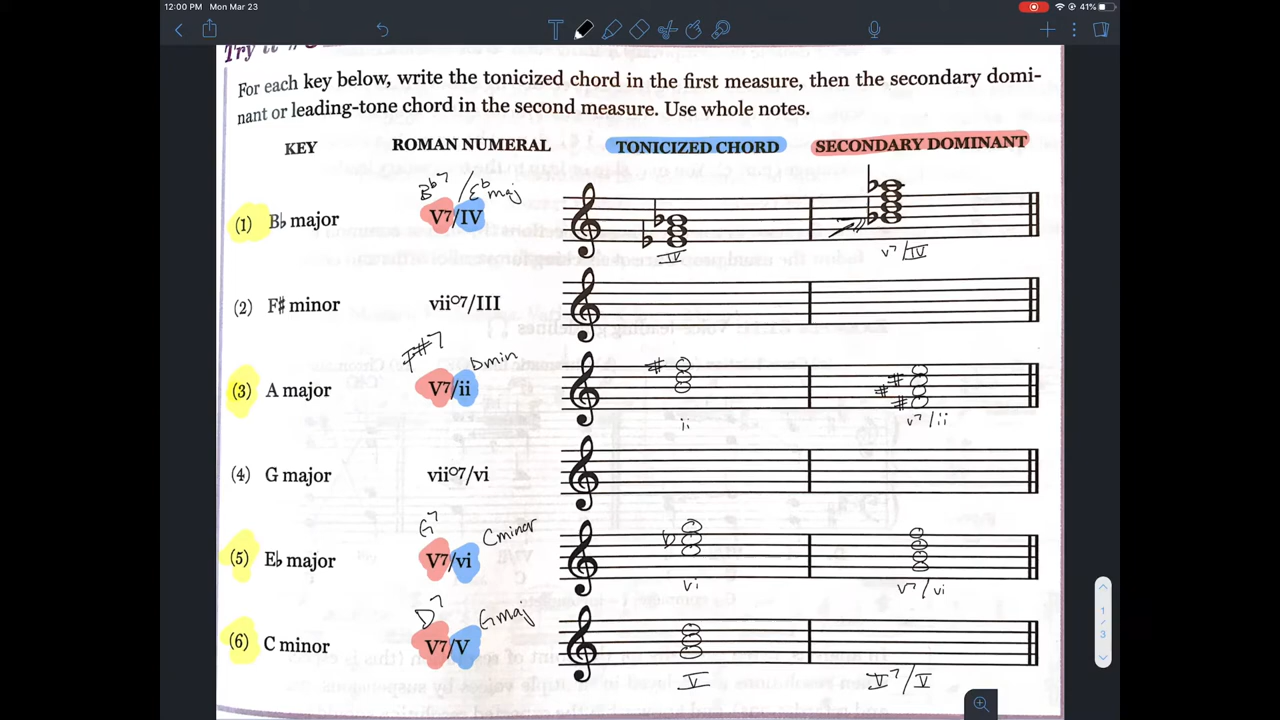 12:00 PM Mon Mar 23
41%
For each key below, write the tonicized chord in the first measure, then the secondary domi-
nant or leading-tone chord in the second measure. Use whole notes.
KEY ROMAN NUMERAL TONICIZED CHORD SECONDARY DOMINANT
B♭7 / E♭maj
(1) B♭ major V7/IV
IV V7/IV
(2) F♯ minor vii°7/III
F#7 Dmin
(3) A major V7/ii
ii V7/ii
(4) G major vii°7/vi
G7 Cminor
(5) E♭ major V7/vi
vi V7/vi
D7 Gmaj
(6) C minor V7/V
V V7/V
1
/
3